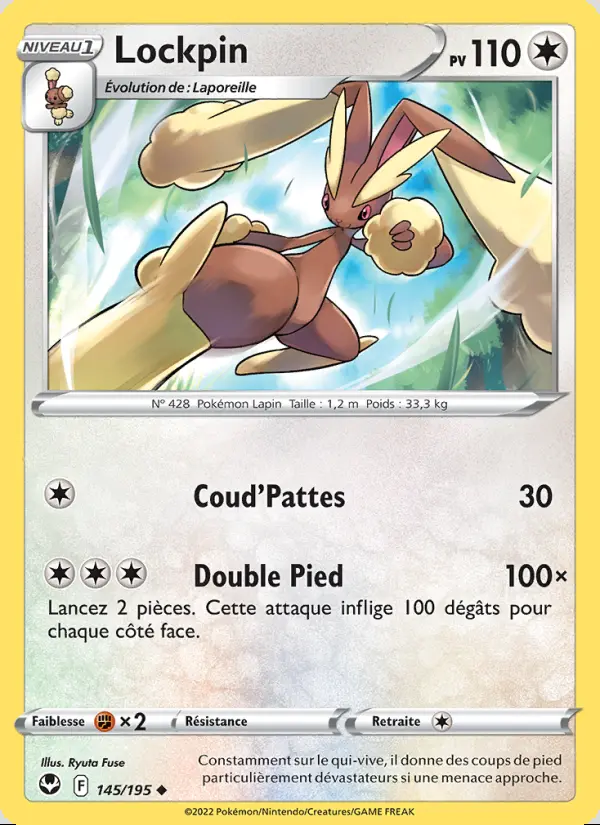 NIVEAU 1
Lockpin
PV 110
Évolution de : Laporeille
N° 428 Pokémon Lapin Taille : 1,2 m Poids : 33,3 kg
Coud'Pattes 30
Double Pied 100×
Lancez 2 pièces. Cette attaque inflige 100 dégâts pour
chaque côté face.
Faiblesse ×2 Résistance Retraite
Illus. Ryuta Fuse
Constamment sur le qui-vive, il donne des coups de pied
particulièrement dévastateurs si une menace approche.
F 145/195
©2022 Pokémon/Nintendo/Creatures/GAME FREAK